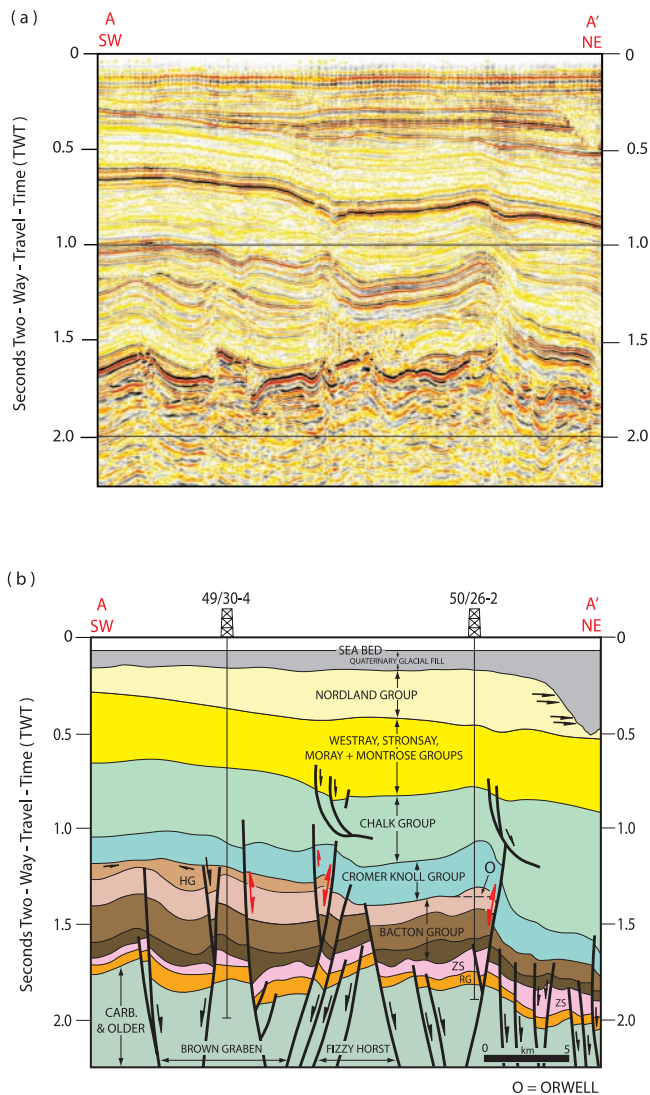 (a)
A
SW
A'
NE
0
0
0.5
0.5
1.0
1.0
1.5
1.5
2.0
2.0
Seconds Two - Way - Travel - Time ( TWT )
(b)
A
SW
49/30-4
50/26-2
A'
NE
0
0
SEA BED
QUATERNARY GLACIAL FILL
NORDLAND GROUP
0.5
0.5
WESTRAY, STRONSAY,
MORAY + MONTROSE GROUPS
CHALK GROUP
1.0
1.0
CROMER KNOLL GROUP
O
HG
BACTON GROUP
1.5
1.5
ZS
RG
ZS
CARB.
& OLDER
2.0
2.0
BROWN GRABEN
FIZZY HORST
0
km
5
Seconds Two - Way - Travel - Time ( TWT )
O = ORWELL